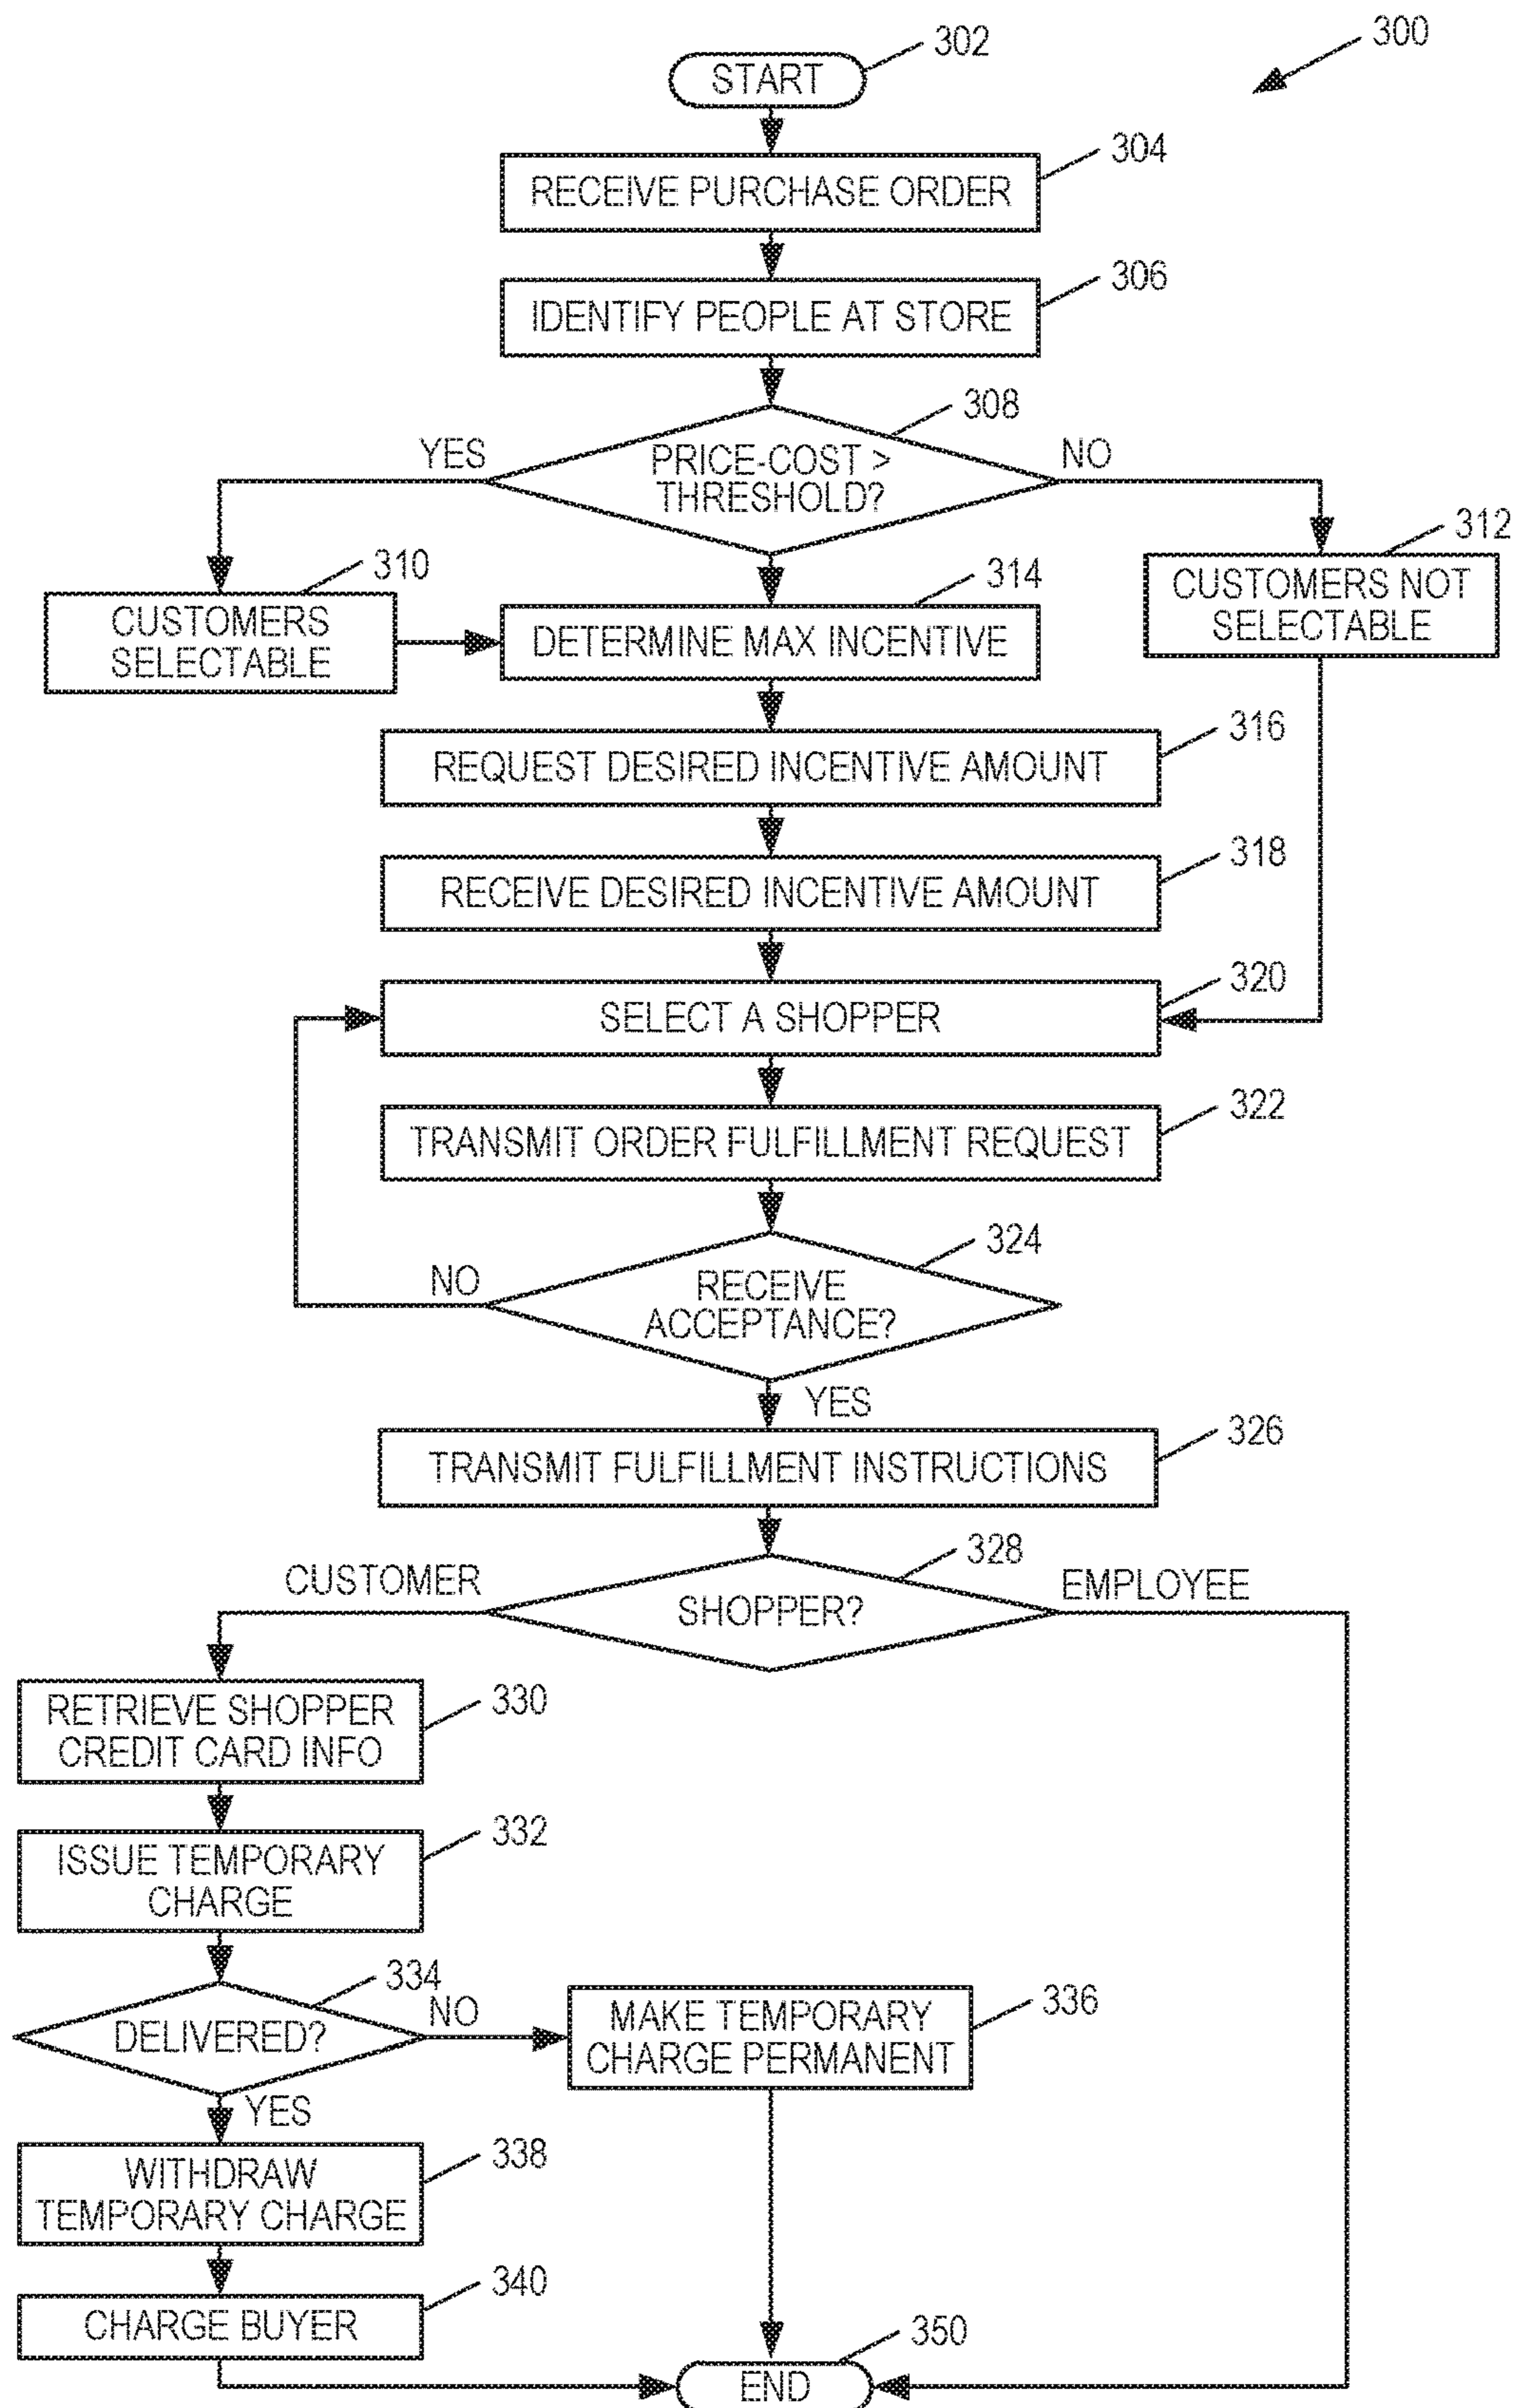 300
302
START
304
RECEIVE PURCHASE ORDER
306
IDENTIFY PEOPLE AT STORE
308
YES
PRICE-COST >
THRESHOLD?
NO
310
CUSTOMERS
SELECTABLE
314
DETERMINE MAX INCENTIVE
312
CUSTOMERS NOT
SELECTABLE
316
REQUEST DESIRED INCENTIVE AMOUNT
318
RECEIVE DESIRED INCENTIVE AMOUNT
320
SELECT A SHOPPER
322
TRANSMIT ORDER FULFILLMENT REQUEST
324
NO
RECEIVE
ACCEPTANCE?
YES
326
TRANSMIT FULFILLMENT INSTRUCTIONS
328
CUSTOMER
SHOPPER?
EMPLOYEE
330
RETRIEVE SHOPPER
CREDIT CARD INFO
332
ISSUE TEMPORARY
CHARGE
334
DELIVERED?
NO
336
MAKE TEMPORARY
CHARGE PERMANENT
YES
338
WITHDRAW
TEMPORARY CHARGE
340
CHARGE BUYER
350
END